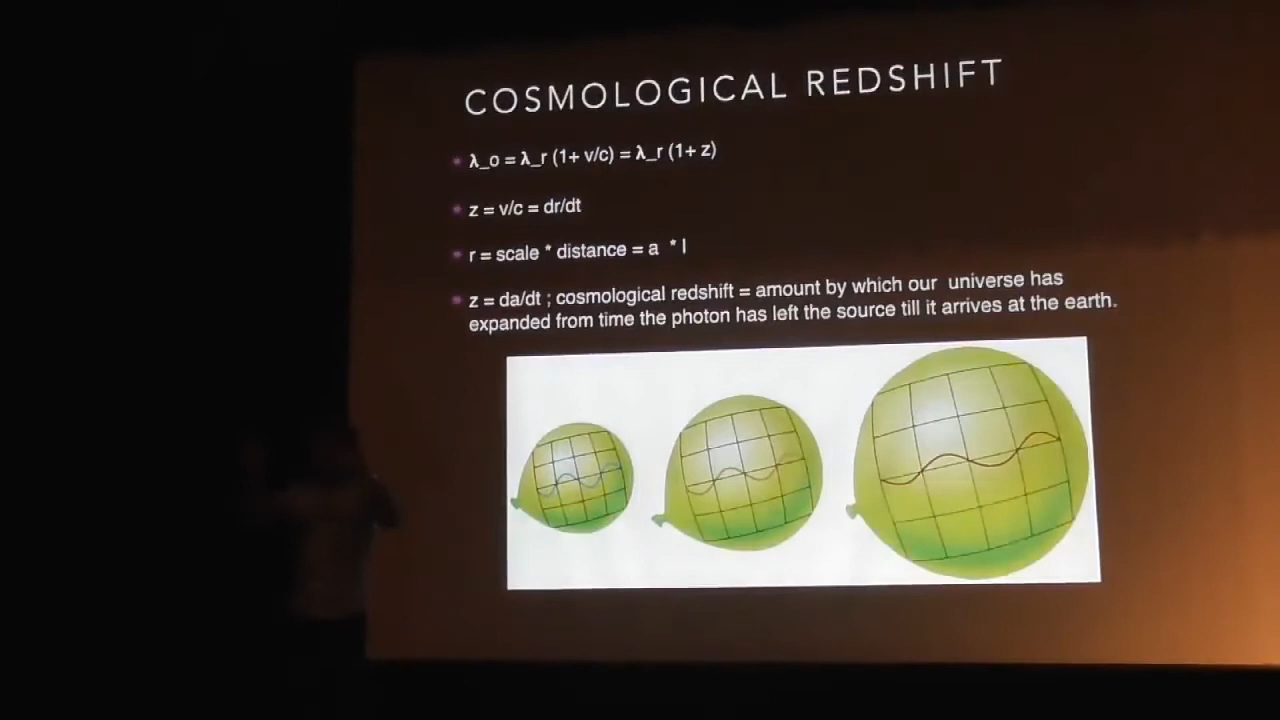 COSMOLOGICAL REDSHIFT
λ_o = λ_r (1+ v/c) = λ_r (1+ z)
z = v/c = dr/dt
r = scale * distance = a * l
z = da/dt ; cosmological redshift = amount by which our universe has
expanded from time the photon has left the source till it arrives at the earth.